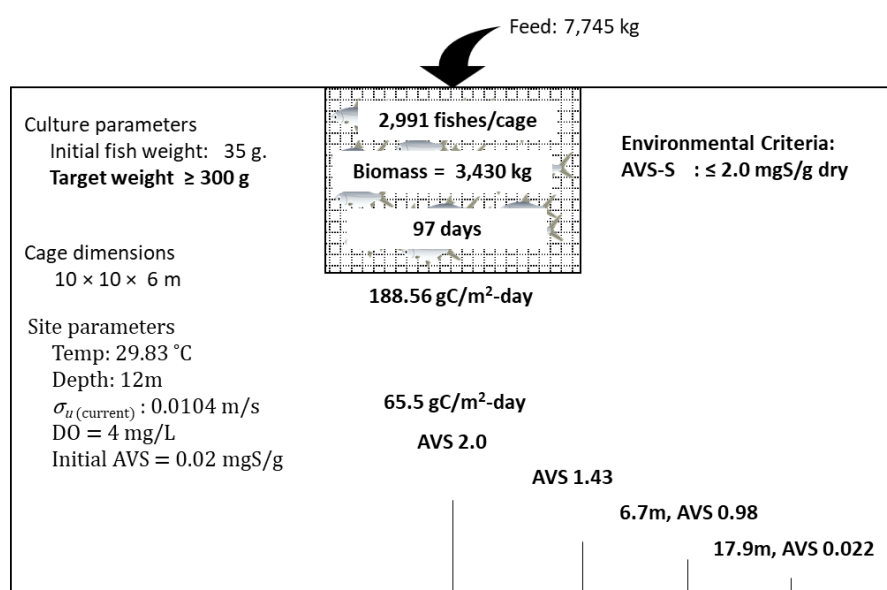 Feed: 7,745 kg
Culture parameters
Initial fish weight: 35 g.
Target weight ≥ 300 g
2,991 fishes/cage
Biomass = 3,430 kg
97 days
Environmental Criteria:
AVS-S : ≤ 2.0 mgS/g dry
Cage dimensions
10 × 10 × 6 m
188.56 gC/m²-day
Site parameters
Temp: 29.83 °C
Depth: 12m
σu (current) : 0.0104 m/s
DO = 4 mg/L
Initial AVS = 0.02 mgS/g
65.5 gC/m²-day
AVS 2.0
AVS 1.43
6.7m, AVS 0.98
17.9m, AVS 0.022